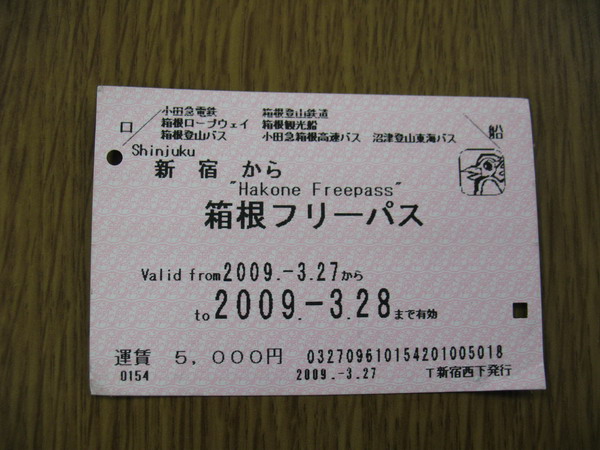 小田急電鉄 箱根登山鉄道
箱根ロープウェイ 箱根観光船
箱根登山バス 小田急箱根高速バス 沼津登山東海バス
口 船
Shinjuku
新宿から
"Hakone Freepass"
箱根フリーパス
Valid from 2009.-3.27から
to 2009.-3.28まで有効
運賃 5,000円 032709610154201005018
0154 2009.-3.27 T新宿西下発行